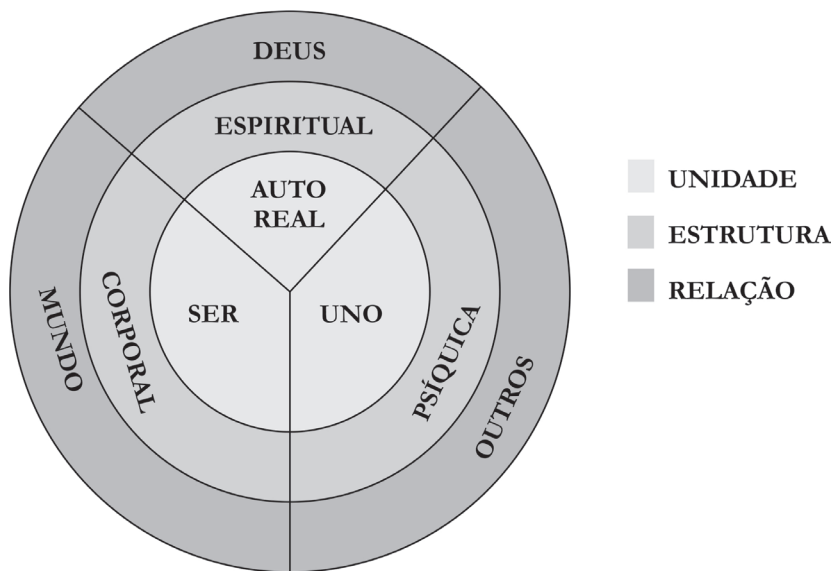 DEUS
ESPIRITUAL
AUTO
REAL
SER
UNO
MUNDO
CORPORAL
PSÍQUICA
OUTROS
UNIDADE
ESTRUTURA
RELAÇÃO